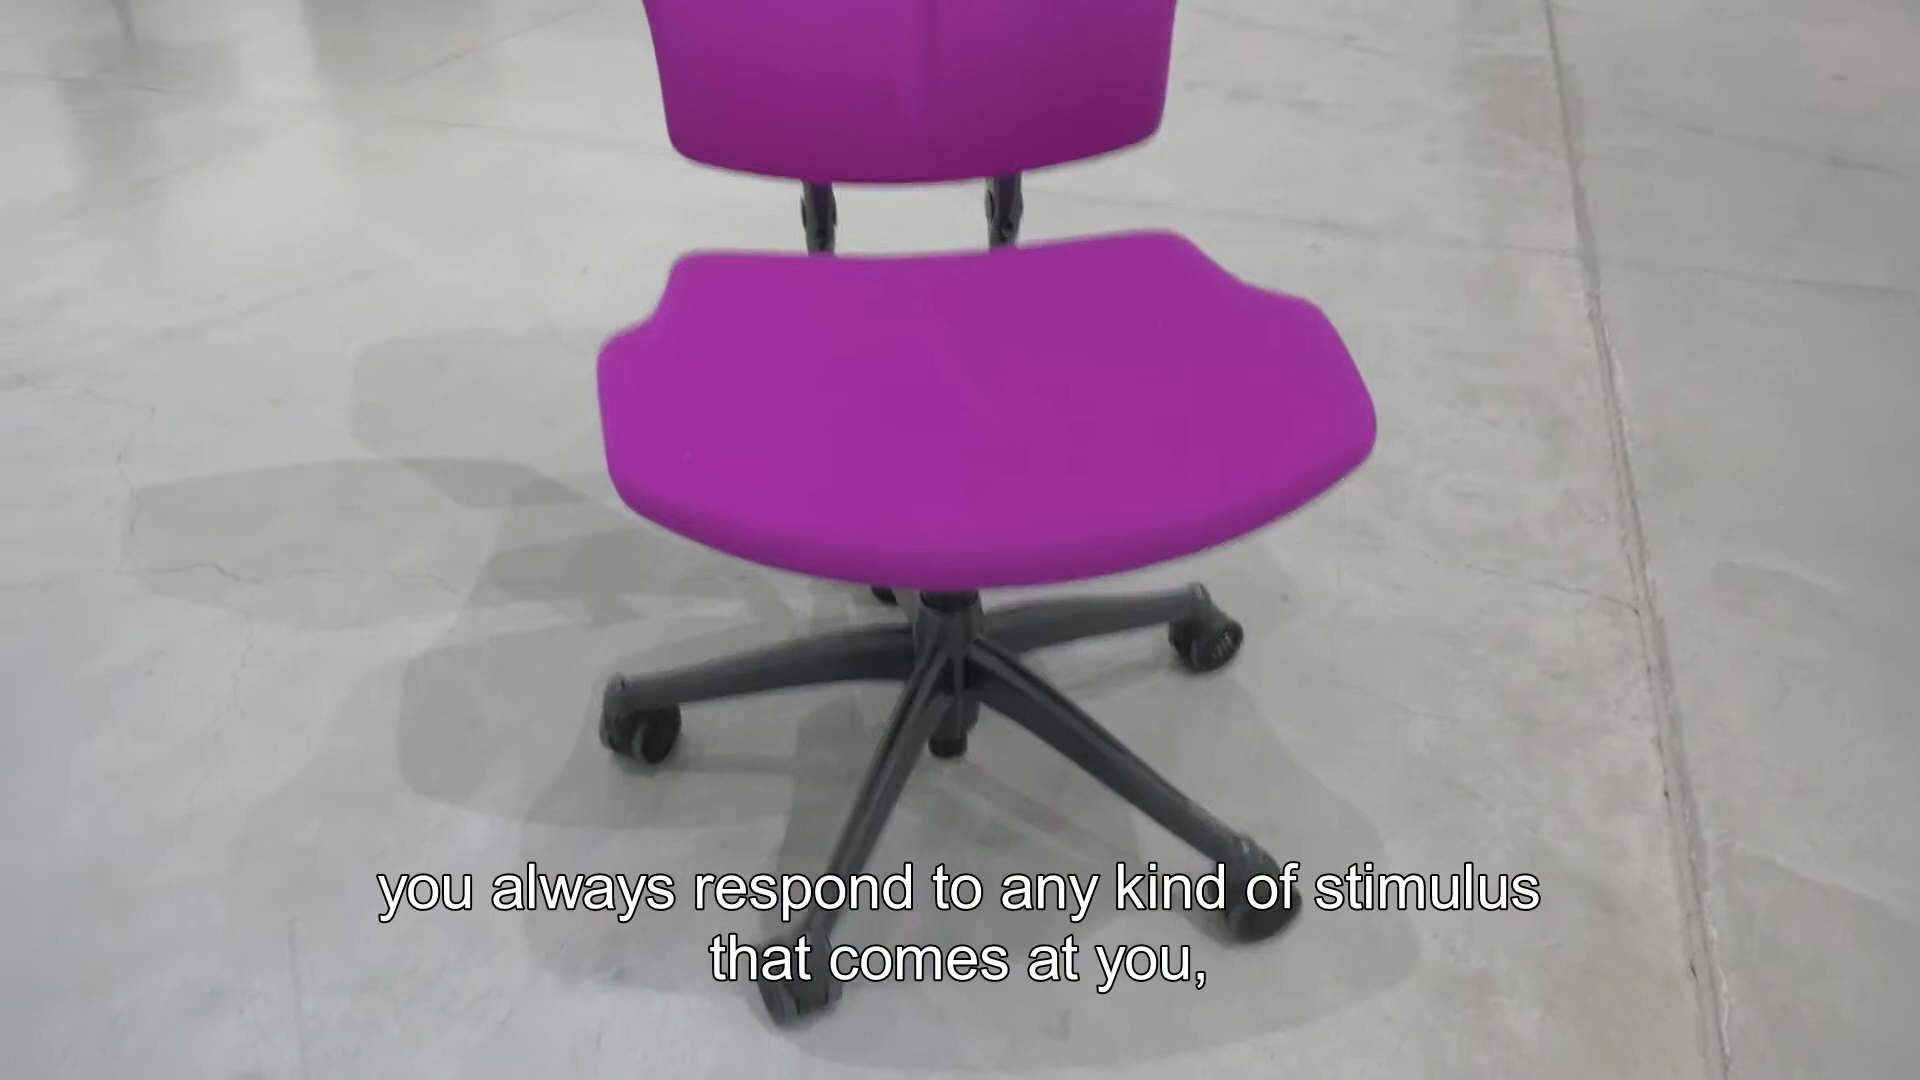 you always respond to any kind of stimulus
that comes at you,